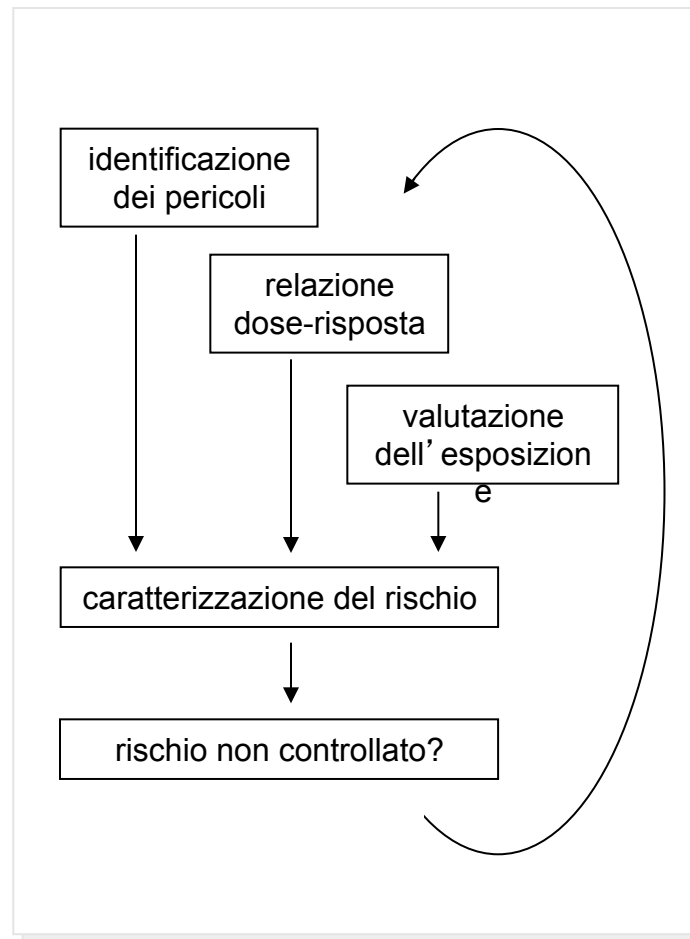 identificazione
dei pericoli
relazione
dose-risposta
valutazione
dell’ esposizion
e
caratterizzazione del rischio
rischio non controllato?